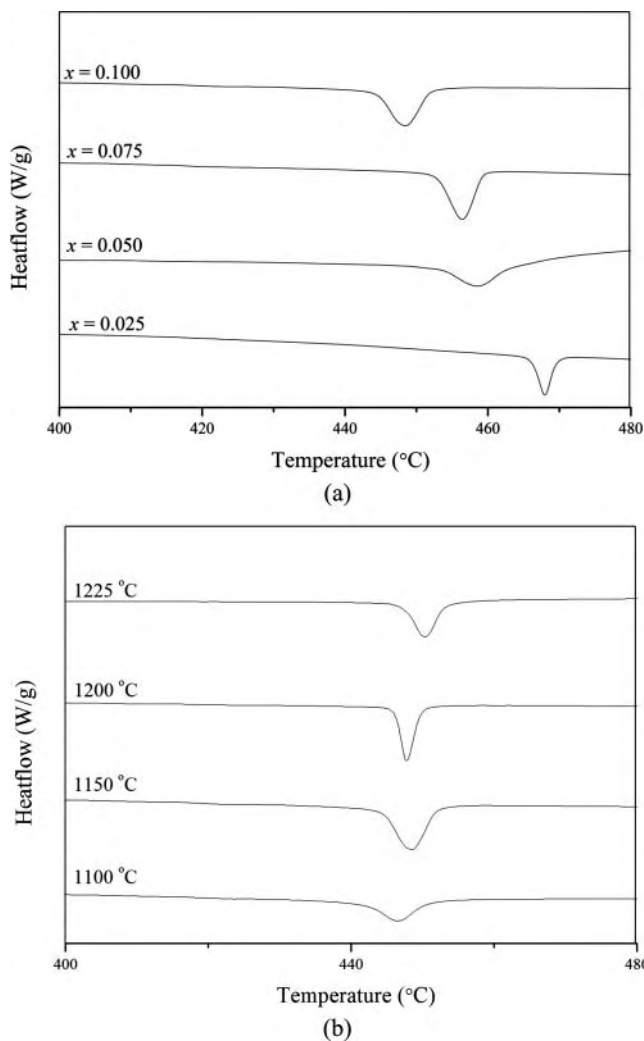 x = 0.100
x = 0.075
x = 0.050
x = 0.025
Heatflow (W/g)
400 420 440 460 480
Temperature (°C)
(a)
1225 °C
1200 °C
1150 °C
1100 °C
Heatflow (W/g)
400 440 480
Temperature (°C)
(b)